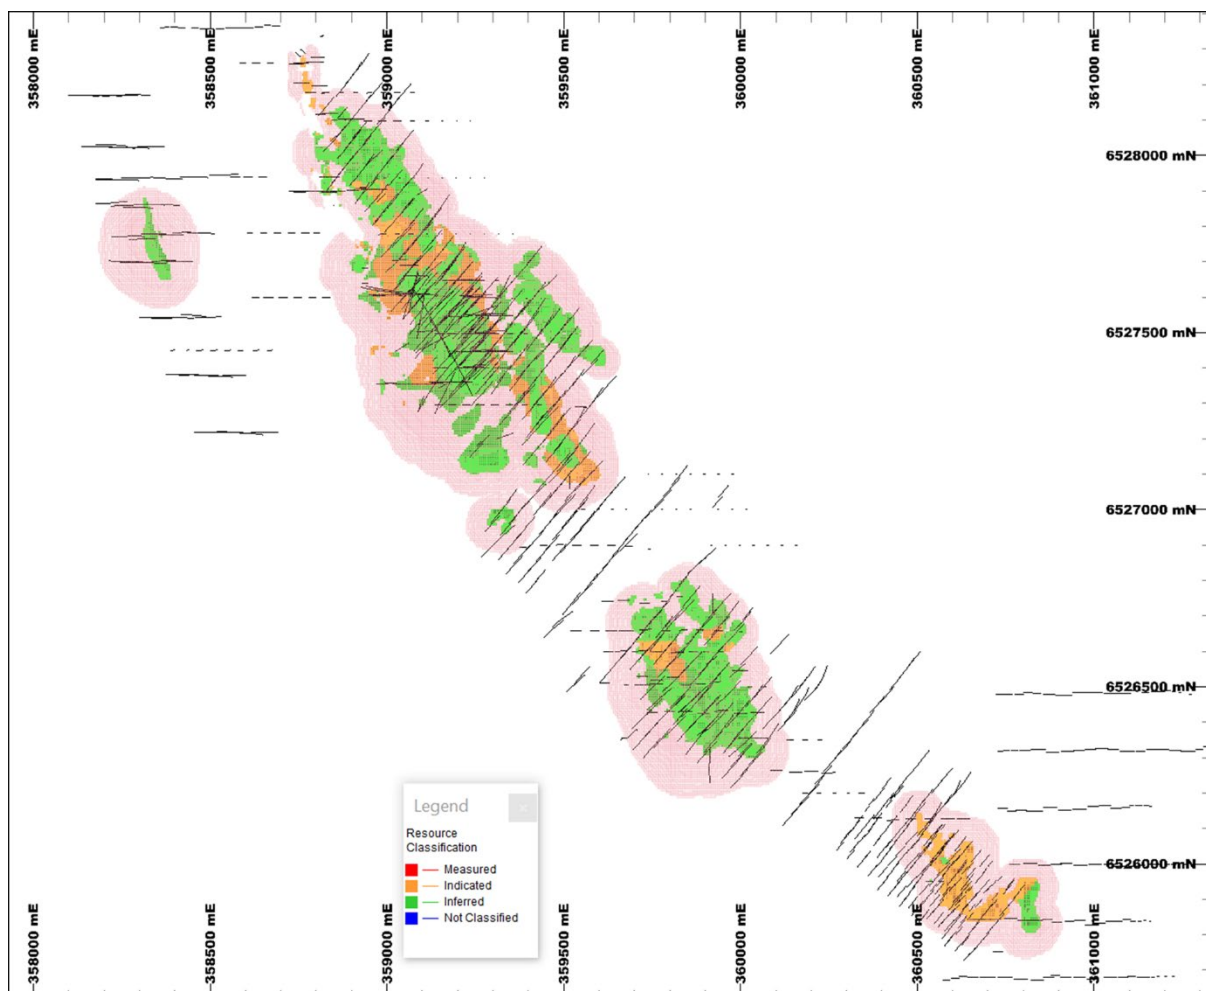 358000 mE
358500 mE
359000 mE
359500 mE
360000 mE
360500 mE
361000 mE
6528000 mN
6527500 mN
6527000 mN
6526500 mN
6526000 mN
Legend
Resource
Classification
Measured
Indicated
Inferred
Not Classified
358000 mE
358500 mE
359000 mE
359500 mE
360000 mE
360500 mE
361000 mE